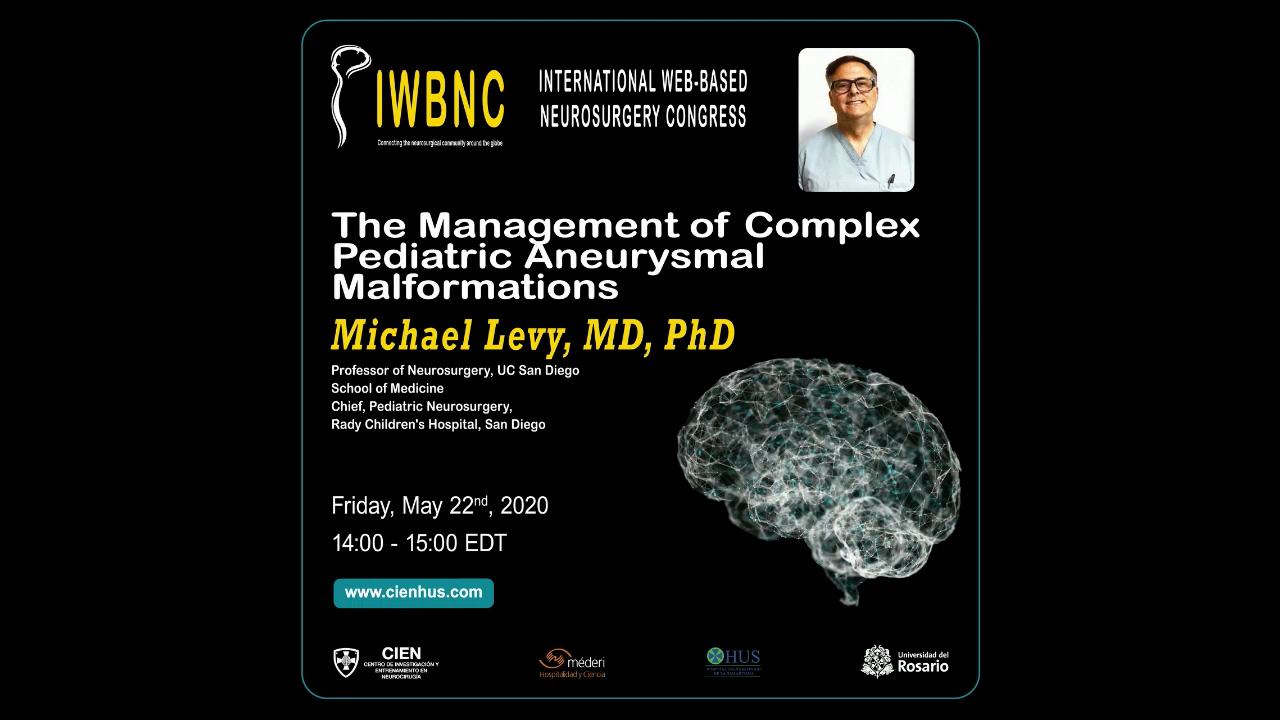 IWBNC
Connecting the neurosurgical community around the globe
INTERNATIONAL WEB-BASED
NEUROSURGERY CONGRESS
The Management of Complex
Pediatric Aneurysmal
Malformations
Michael Levy, MD, PhD
Professor of Neurosurgery, UC San Diego
School of Medicine
Chief, Pediatric Neurosurgery,
Rady Children's Hospital, San Diego
Friday, May 22nd, 2020
14:00 - 15:00 EDT
www.cienhus.com
CIEN
CENTRO DE INVESTIGACIÓN Y
ENTRENAMIENTO EN
NEUROCIRUGÍA
méderi
Hospitalidad y Ciencia
HUS
Universidad del
Rosario